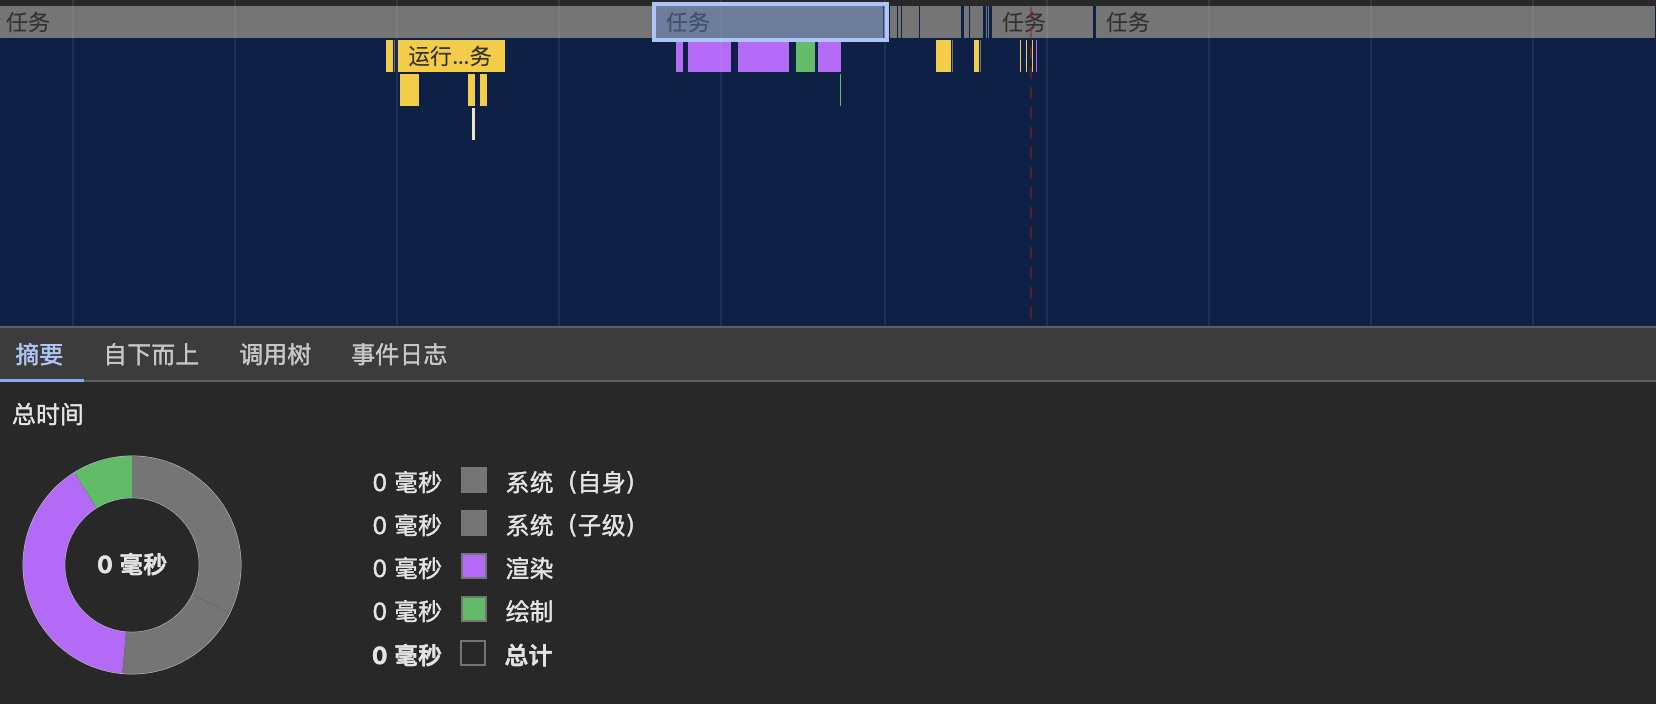 任务 任务 任务 任务
运行...务
摘要 自下而上 调用树 事件日志
总时间
0 毫秒
0 毫秒 系统（自身）
0 毫秒 系统（子级）
0 毫秒 渲染
0 毫秒 绘制
0 毫秒 总计